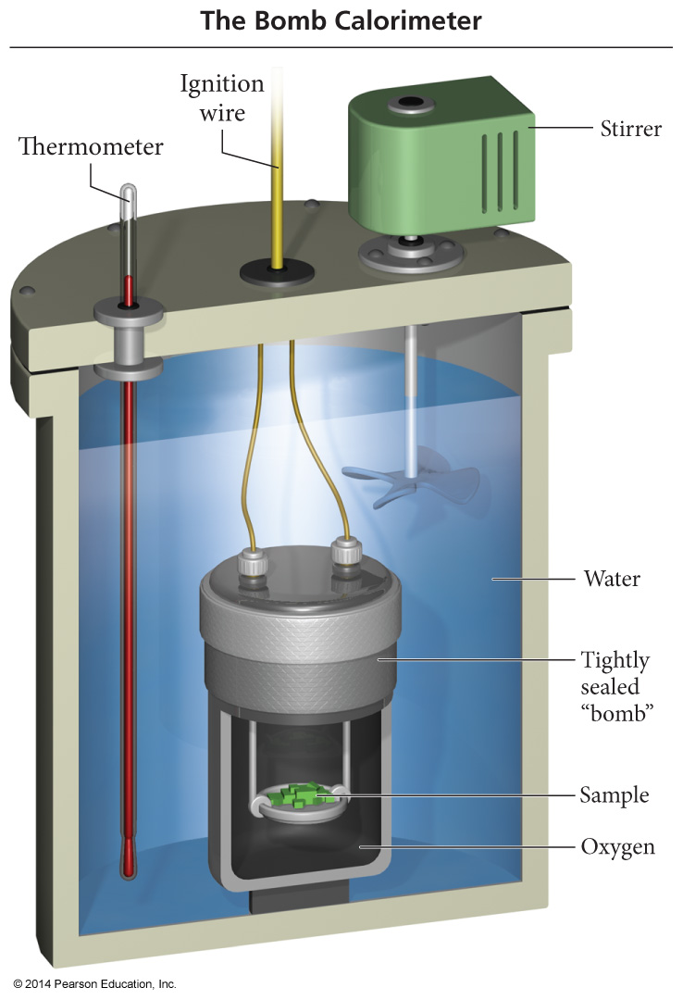 The Bomb Calorimeter
Ignition
wire
Stirrer
Thermometer
Water
Tightly
sealed
“bomb”
Sample
Oxygen
© 2014 Pearson Education, Inc.